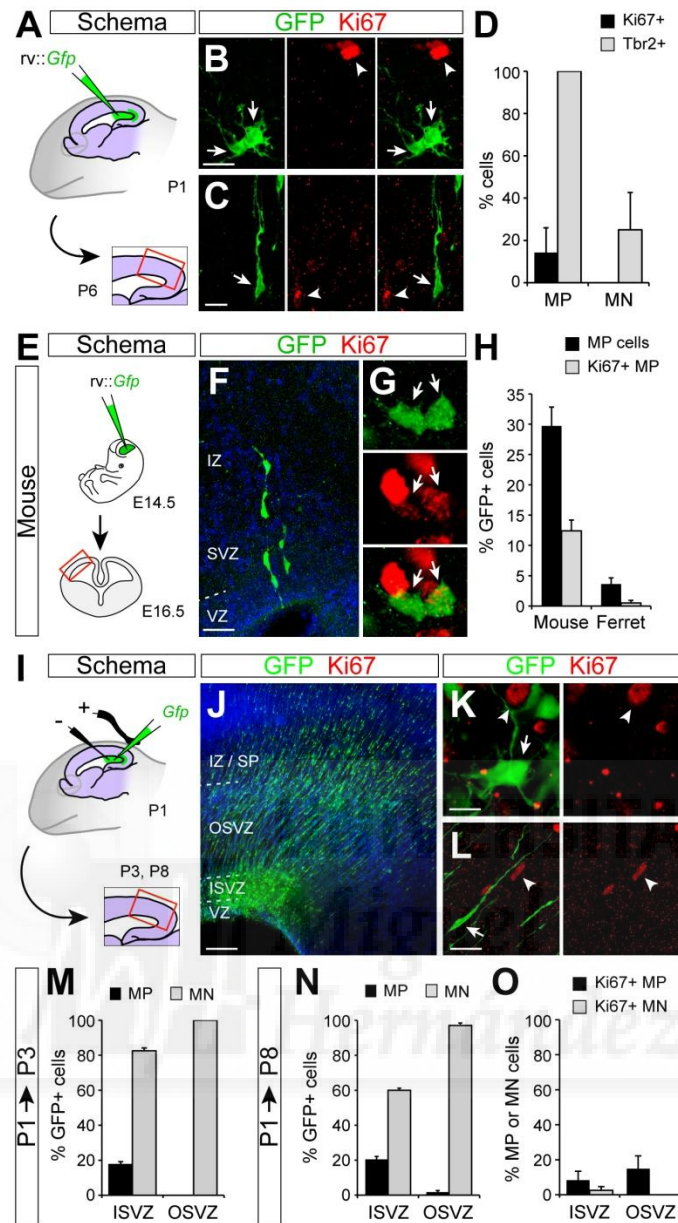 A
Schema
GFP Ki67
rv::Gfp
P1
P6
B
C
D
Ki67+
Tbr2+
% cells
100
80
60
40
20
0
MP
MN
E
Schema
GFP Ki67
Mouse
rv::Gfp
E14.5
E16.5
F
IZ
SVZ
VZ
G
H
MP cells
Ki67+ MP
% GFP+ cells
35
30
25
20
15
10
5
0
Mouse
Ferret
I
Schema
GFP Ki67
GFP Ki67
+
-
Gfp
P1
P3, P8
J
IZ / SP
OSVZ
ISVZ
VZ
K
L
Miguel
Hernández
P1 → P3
M
MP
MN
% GFP+ cells
100
80
60
40
20
0
ISVZ
OSVZ
P1 → P8
N
MP
MN
% GFP+ cells
100
80
60
40
20
0
ISVZ
OSVZ
O
Ki67+ MP
Ki67+ MN
% MP or MN cells
100
80
60
40
20
0
ISVZ
OSVZ